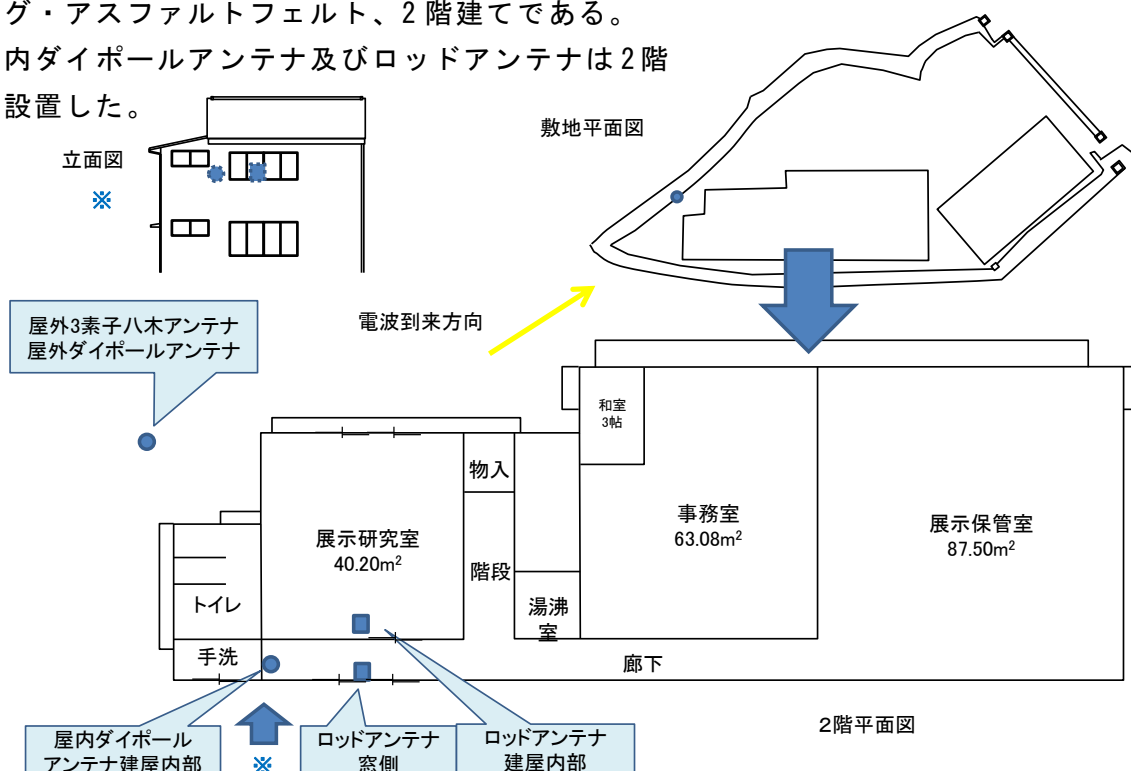 グ・アスファルトフェルト、2階建てである。
内ダイポールアンテナ及びロッドアンテナは2階
設置した。
敷地平面図
立面図
※
電波到来方向
屋外3素子八木アンテナ
屋外ダイポールアンテナ
和室
3帖
物入
展示研究室
40.20m²
事務室
63.08m²
展示保管室
87.50m²
階段
トイレ
湯沸
室
手洗
廊下
2階平面図
屋内ダイポール
アンテナ建屋内部
※
ロッドアンテナ
窓側
ロッドアンテナ
建屋内部